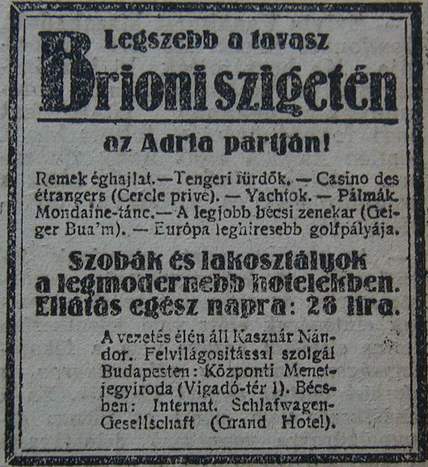 Legszebb a tavasz
Brioni szigetén
az Adria partján!
Remek éghajlat.—Tengeri fürdők. — Casino des
étrangers (Cercle privé). — Yachtok. — Pálmák.
Mondaine-tánc.— A legjobb bécsi zenekar (Gei-
ger Bua'm). — Európa leghiresebb golfpályája.
Szobák és lakosztályok
a legmodernebb hotelekben.
Ellátás egész napra: 28 lira.
A vezetés élén áll Kasznár Nán-
dor. Felvilágositással szolgál
Budapesten: Központi Menet-
jegyiroda (Vigadó-tér 1). Bécs-
ben: Internat. Schlafwagen-
Gesellschaft (Grand Hotel).